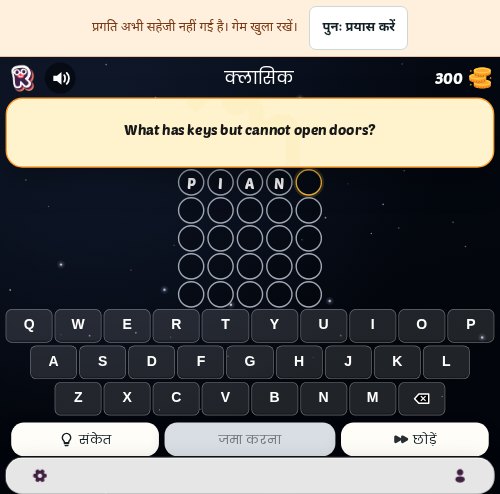 प्रगति अभी सहेजी नहीं गई है। गेम खुला रखें।
पुनः प्रयास करें
क्लासिक
300
What has keys but cannot open doors?
P I A N
Q W E R T Y U I O P
A S D F G H J K L
Z X C V B N M
संकेत
जमा करना
छोड़ें